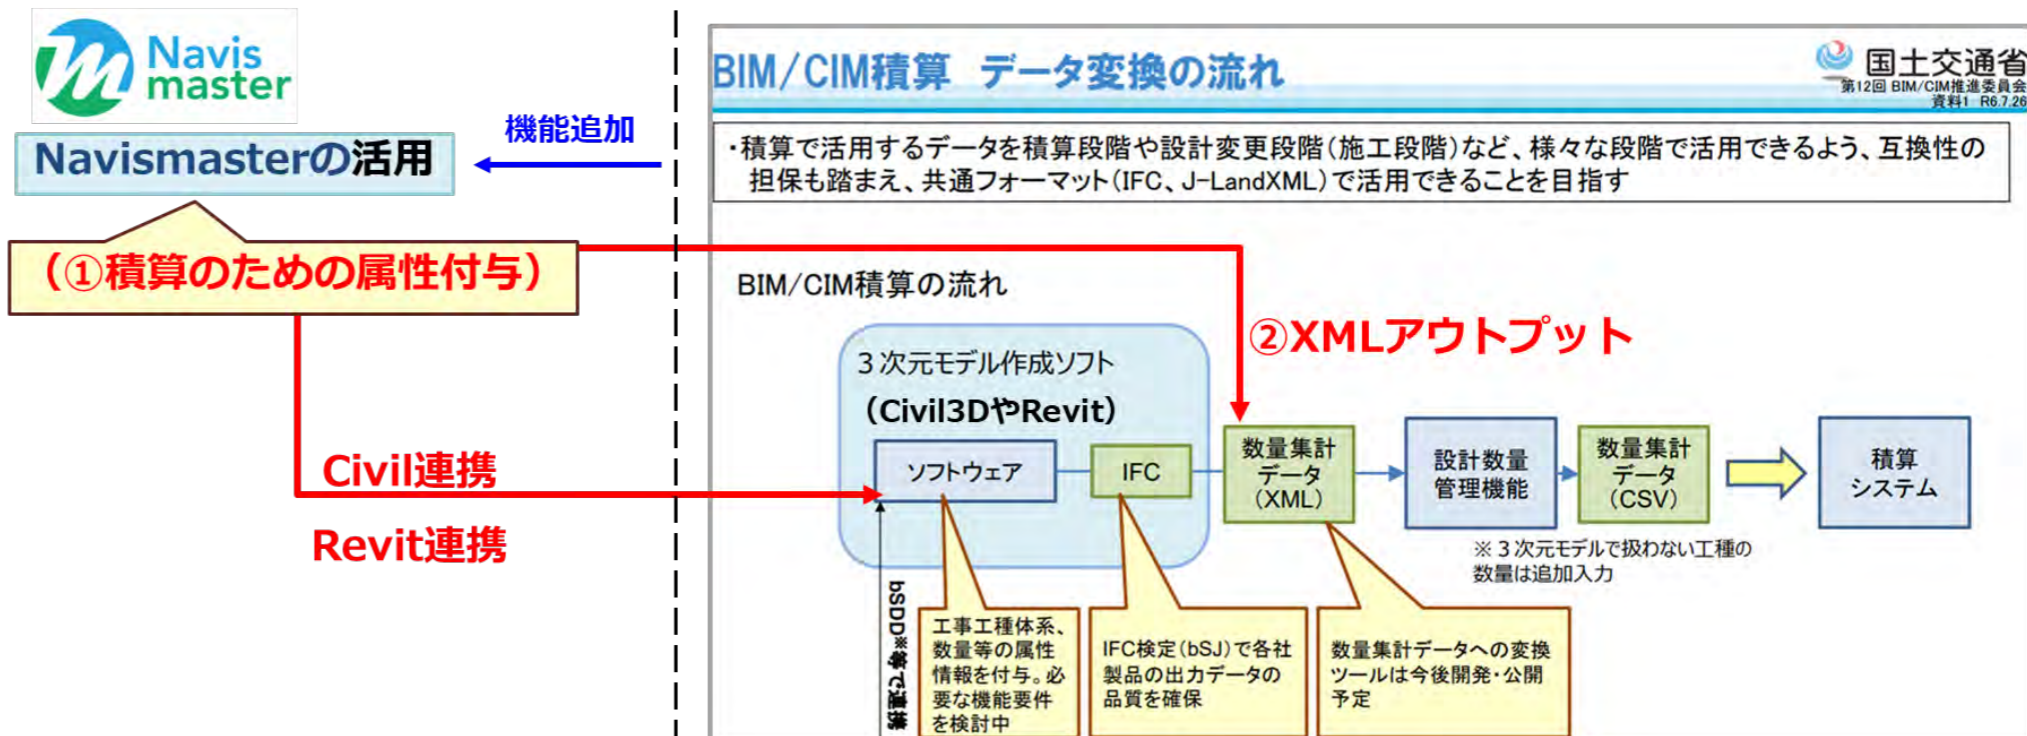 Navis
master
Navismasterの活用
機能追加
（①積算のための属性付与）
Civil連携
Revit連携
BIM/CIM積算 データ変換の流れ
国土交通省
第12回 BIM/CIM推進委員会
資料1 R6.7.26
・積算で活用するデータを積算段階や設計変更段階(施工段階)など、様々な段階で活用できるよう、互換性の
担保も踏まえ、共通フォーマット(IFC、J-LandXML)で活用できることを目指す
BIM/CIM積算の流れ
②XMLアウトプット
３次元モデル作成ソフト
（Civil3DやRevit）
ソフトウェア
IFC
数量集計
データ
(XML)
設計数量
管理機能
数量集計
データ
(CSV)
積算
システム
※３次元モデルで扱わない工種の
数量は追加入力
bSDD※等で連携
工事工種体系、
数量等の属性
情報を付与。必
要な機能要件
を検討中
IFC検定(bSJ)で各社
製品の出力データの
品質を確保
数量集計データへの変換
ツールは今後開発・公開
予定